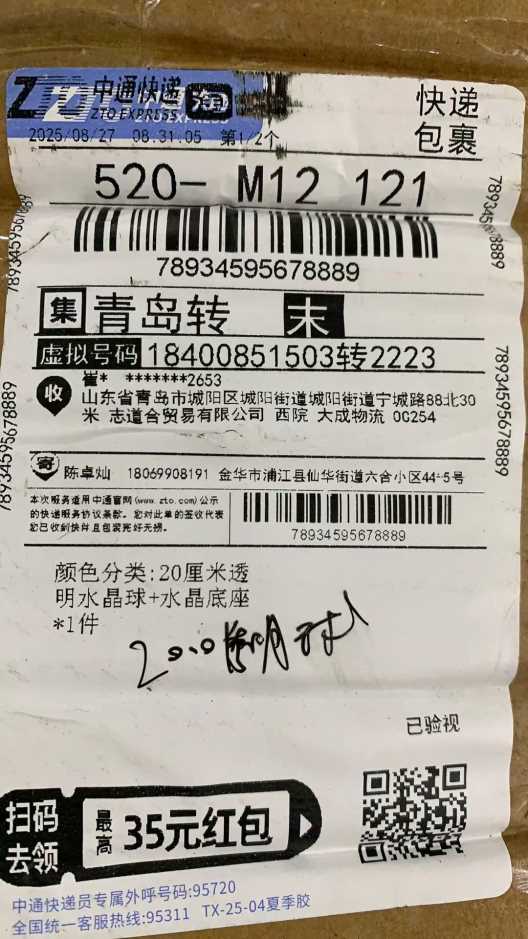 中通快递
ZTO EXPRESS
快递
包裹
2025/08/27 08.31.05 第1/2个
520- M12 121
78934595678889
集 青岛转 末
虚拟号码 18400851503转2223
收 崔* *******2653
山东省青岛市城阳区城阳街道城阳街道宁城路88北30
米 志道合贸易有限公司 西院 大成物流 0G254
寄 陈卓灿 18069908191 金华市浦江县仙华街道六合小区44-5号
本次服务适用中通官网(www.zto.com)公示
的快递服务协议条款。您对此单的签收代表
您已收到快件且包装完好无损。
78934595678889
颜色分类:20厘米透
明水晶球+水晶底座
*1件
已验视
扫码
去领
最高 35元红包
中通快递员专属外呼号码:95720
全国统一客服热线:95311 TX-25-04夏季胶
78934595678889
78934595678889
78934595678889